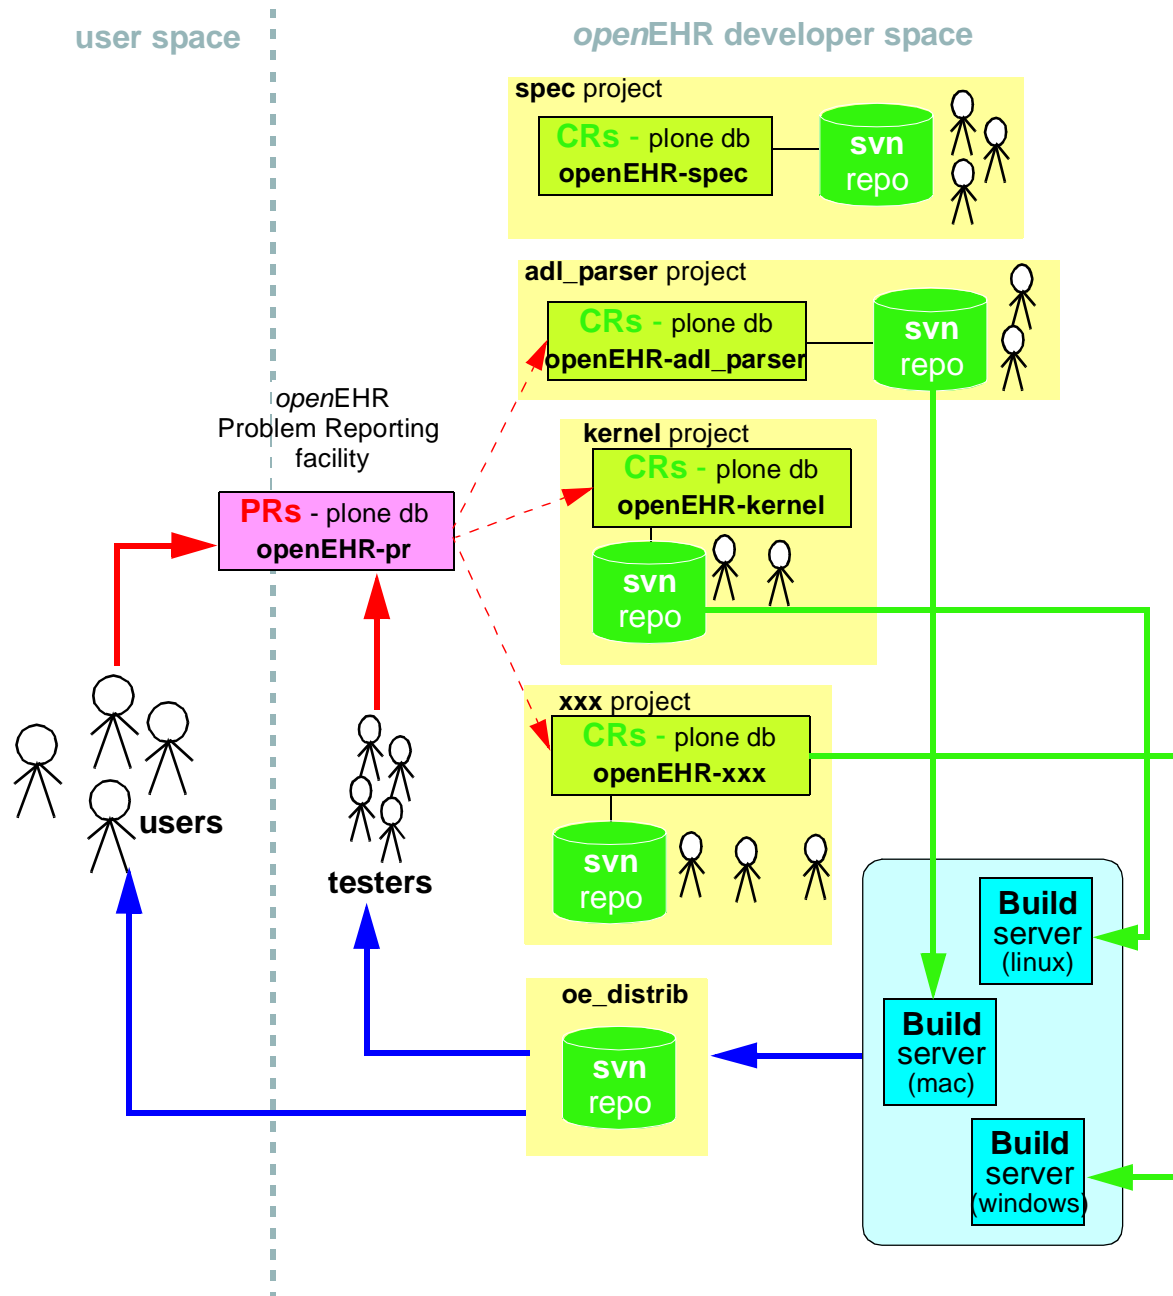 user space
openEHR developer space
spec project
CRs - plone db
openEHR-spec
svn
repo
adl_parser project
CRs - plone db
openEHR-adl_parser
svn
repo
openEHR
Problem Reporting
facility
PRs - plone db
openEHR-pr
kernel project
CRs - plone db
openEHR-kernel
svn
repo
xxx project
CRs - plone db
openEHR-xxx
svn
repo
users
testers
Build
server
(linux)
oe_distrib
svn
repo
Build
server
(mac)
Build
server
(windows)